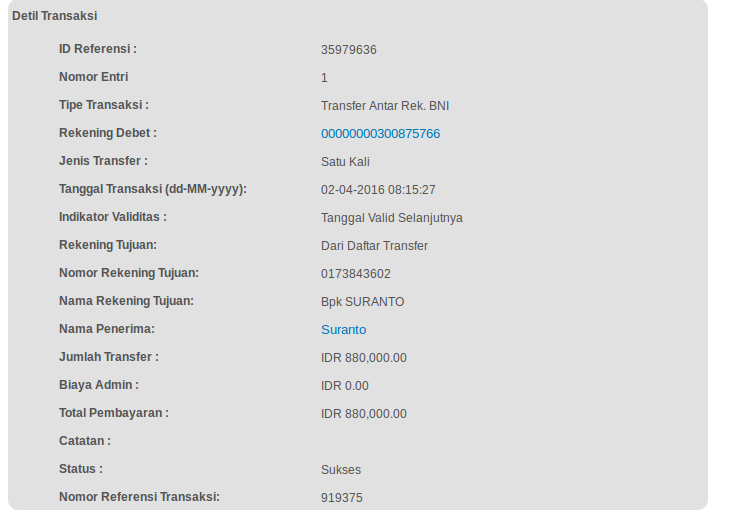 Detil Transaksi
ID Referensi : 35979636
Nomor Entri 1
Tipe Transaksi : Transfer Antar Rek. BNI
Rekening Debet : 00000000300875766
Jenis Transfer : Satu Kali
Tanggal Transaksi (dd-MM-yyyy): 02-04-2016 08:15:27
Indikator Validitas : Tanggal Valid Selanjutnya
Rekening Tujuan: Dari Daftar Transfer
Nomor Rekening Tujuan: 0173843602
Nama Rekening Tujuan: Bpk SURANTO
Nama Penerima: Suranto
Jumlah Transfer : IDR 880,000.00
Biaya Admin : IDR 0.00
Total Pembayaran : IDR 880,000.00
Catatan :
Status : Sukses
Nomor Referensi Transaksi: 919375